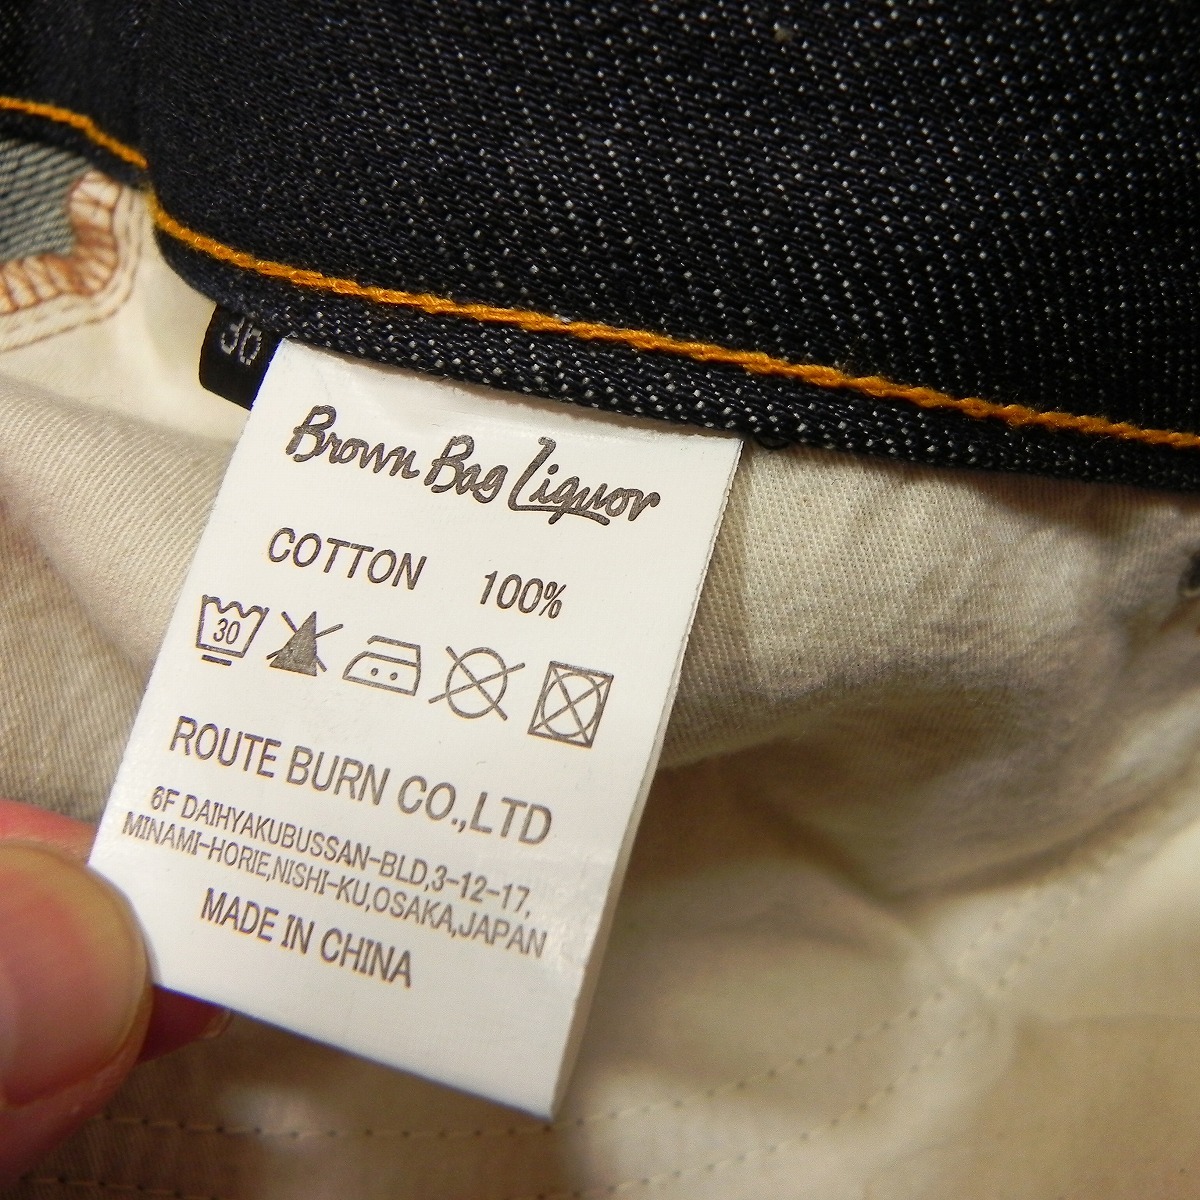 36
Brown Bag Liquor
COTTON 100%
30
ROUTE BURN CO.,LTD
6F DAIHYAKUBUSSAN-BLD,3-12-17,
MINAMI-HORIE,NISHI-KU,OSAKA,JAPAN
MADE IN CHINA